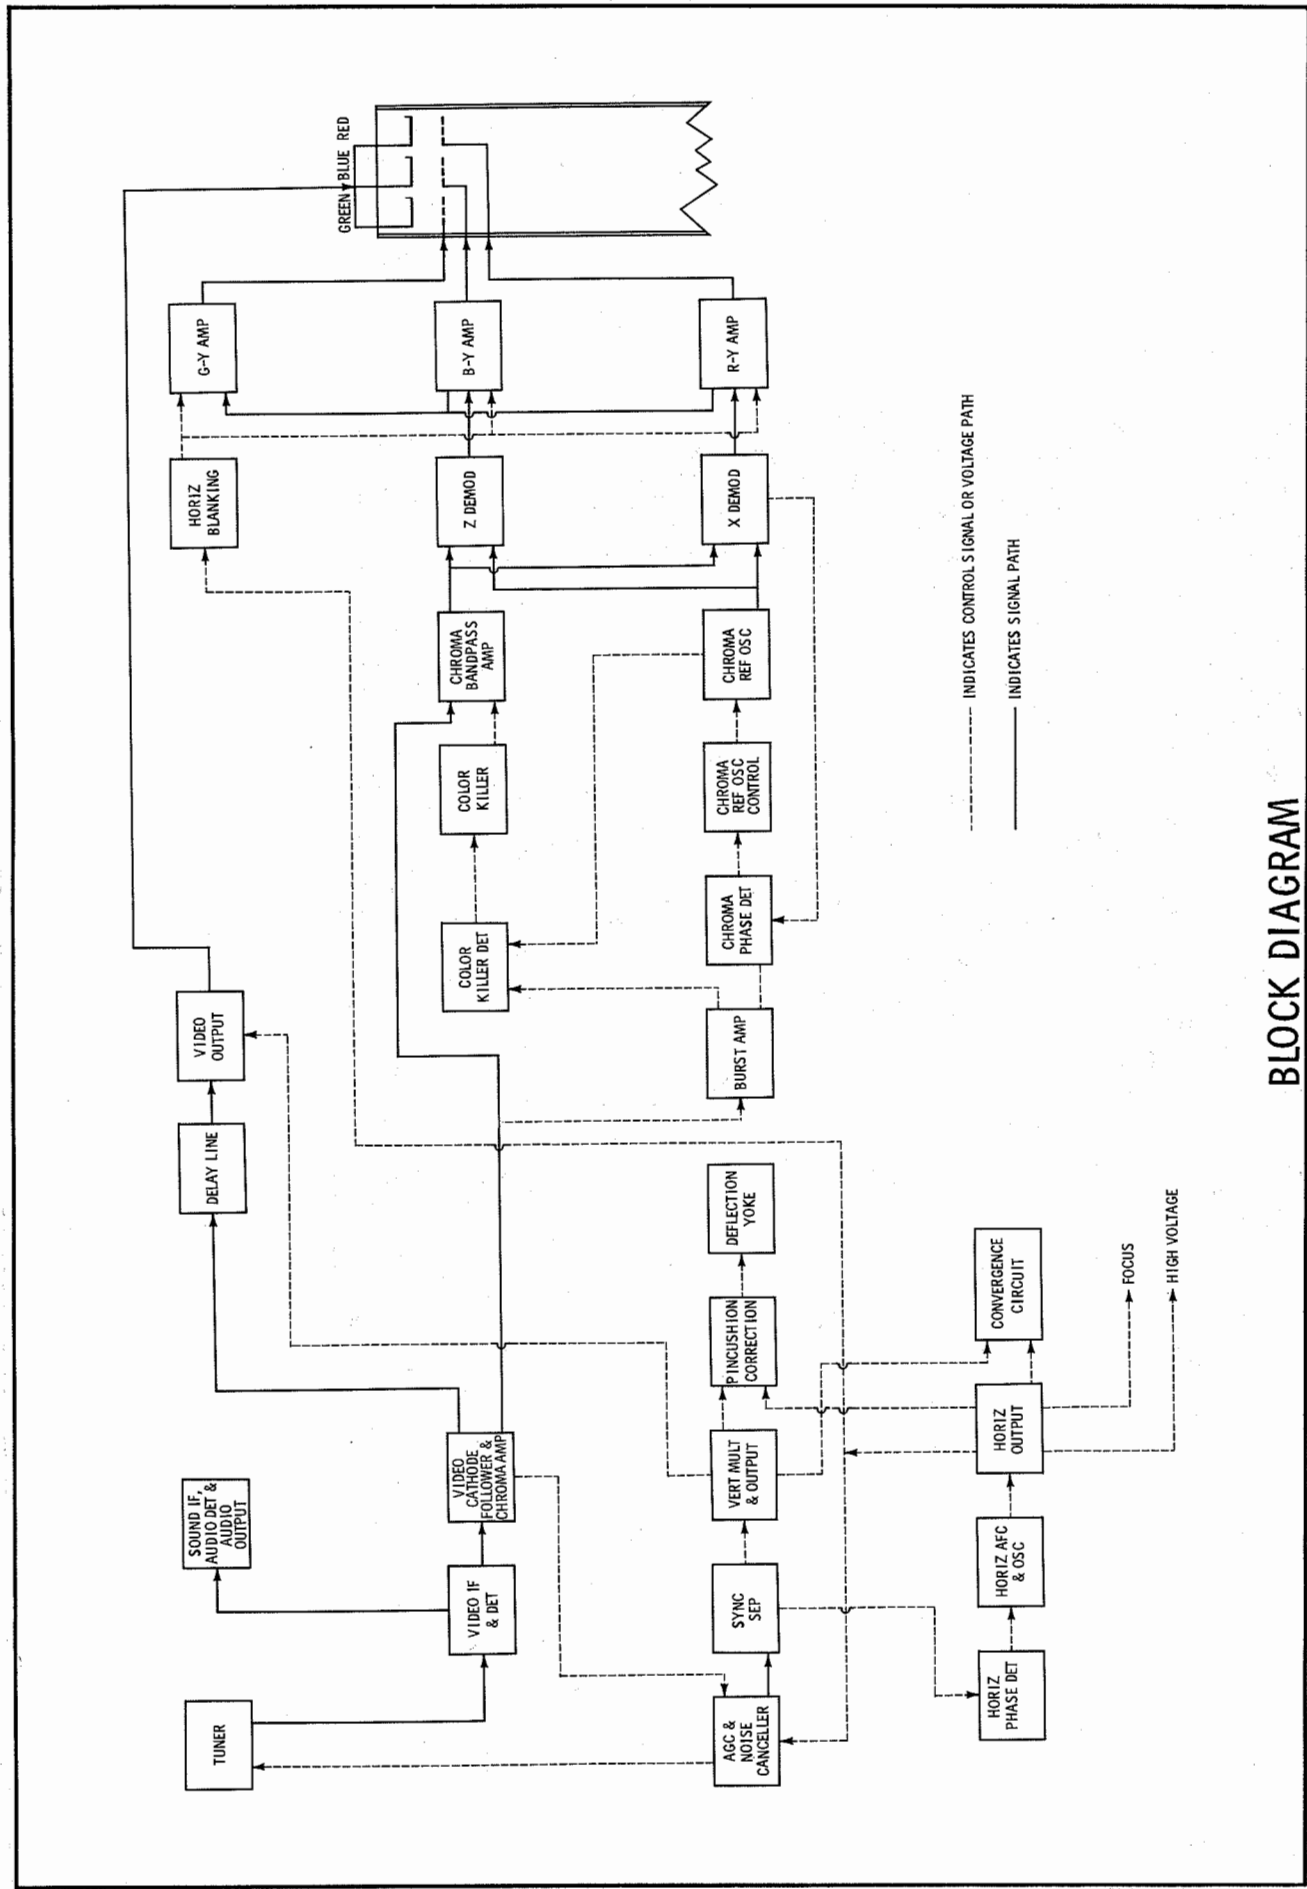 TUNER
SOUND IF,
AUDIO DET &
AUDIO
OUTPUT
DELAY LINE
VIDEO
OUTPUT
HORIZ
BLANKING
G-Y AMP
GREEN BLUE RED
VIDEO IF
& DET
VIDEO
CATHODE
FOLLOWER &
CHROMA AMP
COLOR
KILLER DET
COLOR
KILLER
CHROMA
BANDPASS
AMP
Z DEMOD
B-Y AMP
AGC &
NOISE
CANCELLER
SYNC
SEP
VERT MULT
& OUTPUT
PINCUSHION
CORRECTION
DEFLECTION
YOKE
BURST AMP
CHROMA
PHASE DET
CHROMA
REF OSC
CONTROL
CHROMA
REF OSC
X DEMOD
R-Y AMP
HORIZ
PHASE DET
HORIZ AFC
& OSC
HORIZ
OUTPUT
CONVERGENCE
CIRCUIT
FOCUS
HIGH VOLTAGE
INDICATES CONTROL SIGNAL OR VOLTAGE PATH
INDICATES SIGNAL PATH
BLOCK DIAGRAM